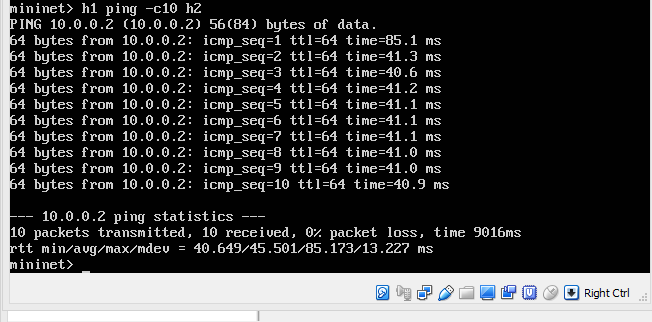 mininet> h1 ping -c10 h2
PING 10.0.0.2 (10.0.0.2) 56(84) bytes of data.
64 bytes from 10.0.0.2: icmp_seq=1 ttl=64 time=85.1 ms
64 bytes from 10.0.0.2: icmp_seq=2 ttl=64 time=41.3 ms
64 bytes from 10.0.0.2: icmp_seq=3 ttl=64 time=40.6 ms
64 bytes from 10.0.0.2: icmp_seq=4 ttl=64 time=41.2 ms
64 bytes from 10.0.0.2: icmp_seq=5 ttl=64 time=41.1 ms
64 bytes from 10.0.0.2: icmp_seq=6 ttl=64 time=41.1 ms
64 bytes from 10.0.0.2: icmp_seq=7 ttl=64 time=41.1 ms
64 bytes from 10.0.0.2: icmp_seq=8 ttl=64 time=41.0 ms
64 bytes from 10.0.0.2: icmp_seq=9 ttl=64 time=41.0 ms
64 bytes from 10.0.0.2: icmp_seq=10 ttl=64 time=40.9 ms
--- 10.0.0.2 ping statistics ---
10 packets transmitted, 10 received, 0% packet loss, time 9016ms
rtt min/avg/max/mdev = 40.649/45.501/85.173/13.227 ms
mininet> _
Right Ctrl